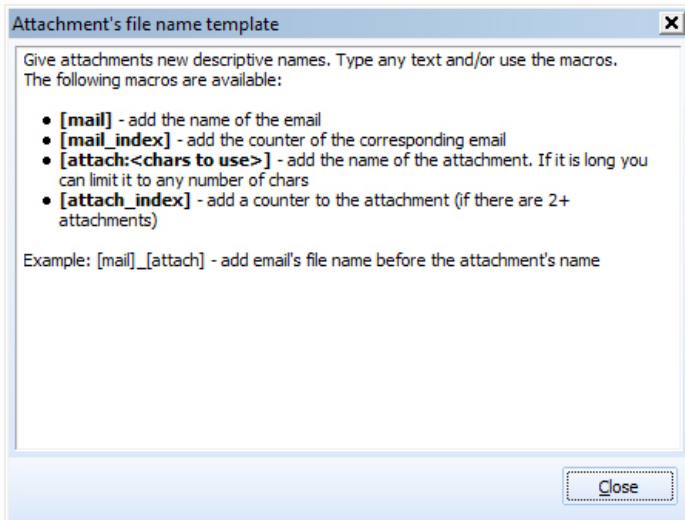 Attachment's file name template
Give attachments new descriptive names. Type any text and/or use the macros.
The following macros are available:
• [mail] - add the name of the email
• [mail_index] - add the counter of the corresponding email
• [attach:<chars to use>] - add the name of the attachment. If it is long you
can limit it to any number of chars
• [attach_index] - add a counter to the attachment (if there are 2+
attachments)
Example: [mail]_[attach] - add email's file name before the attachment's name
Close